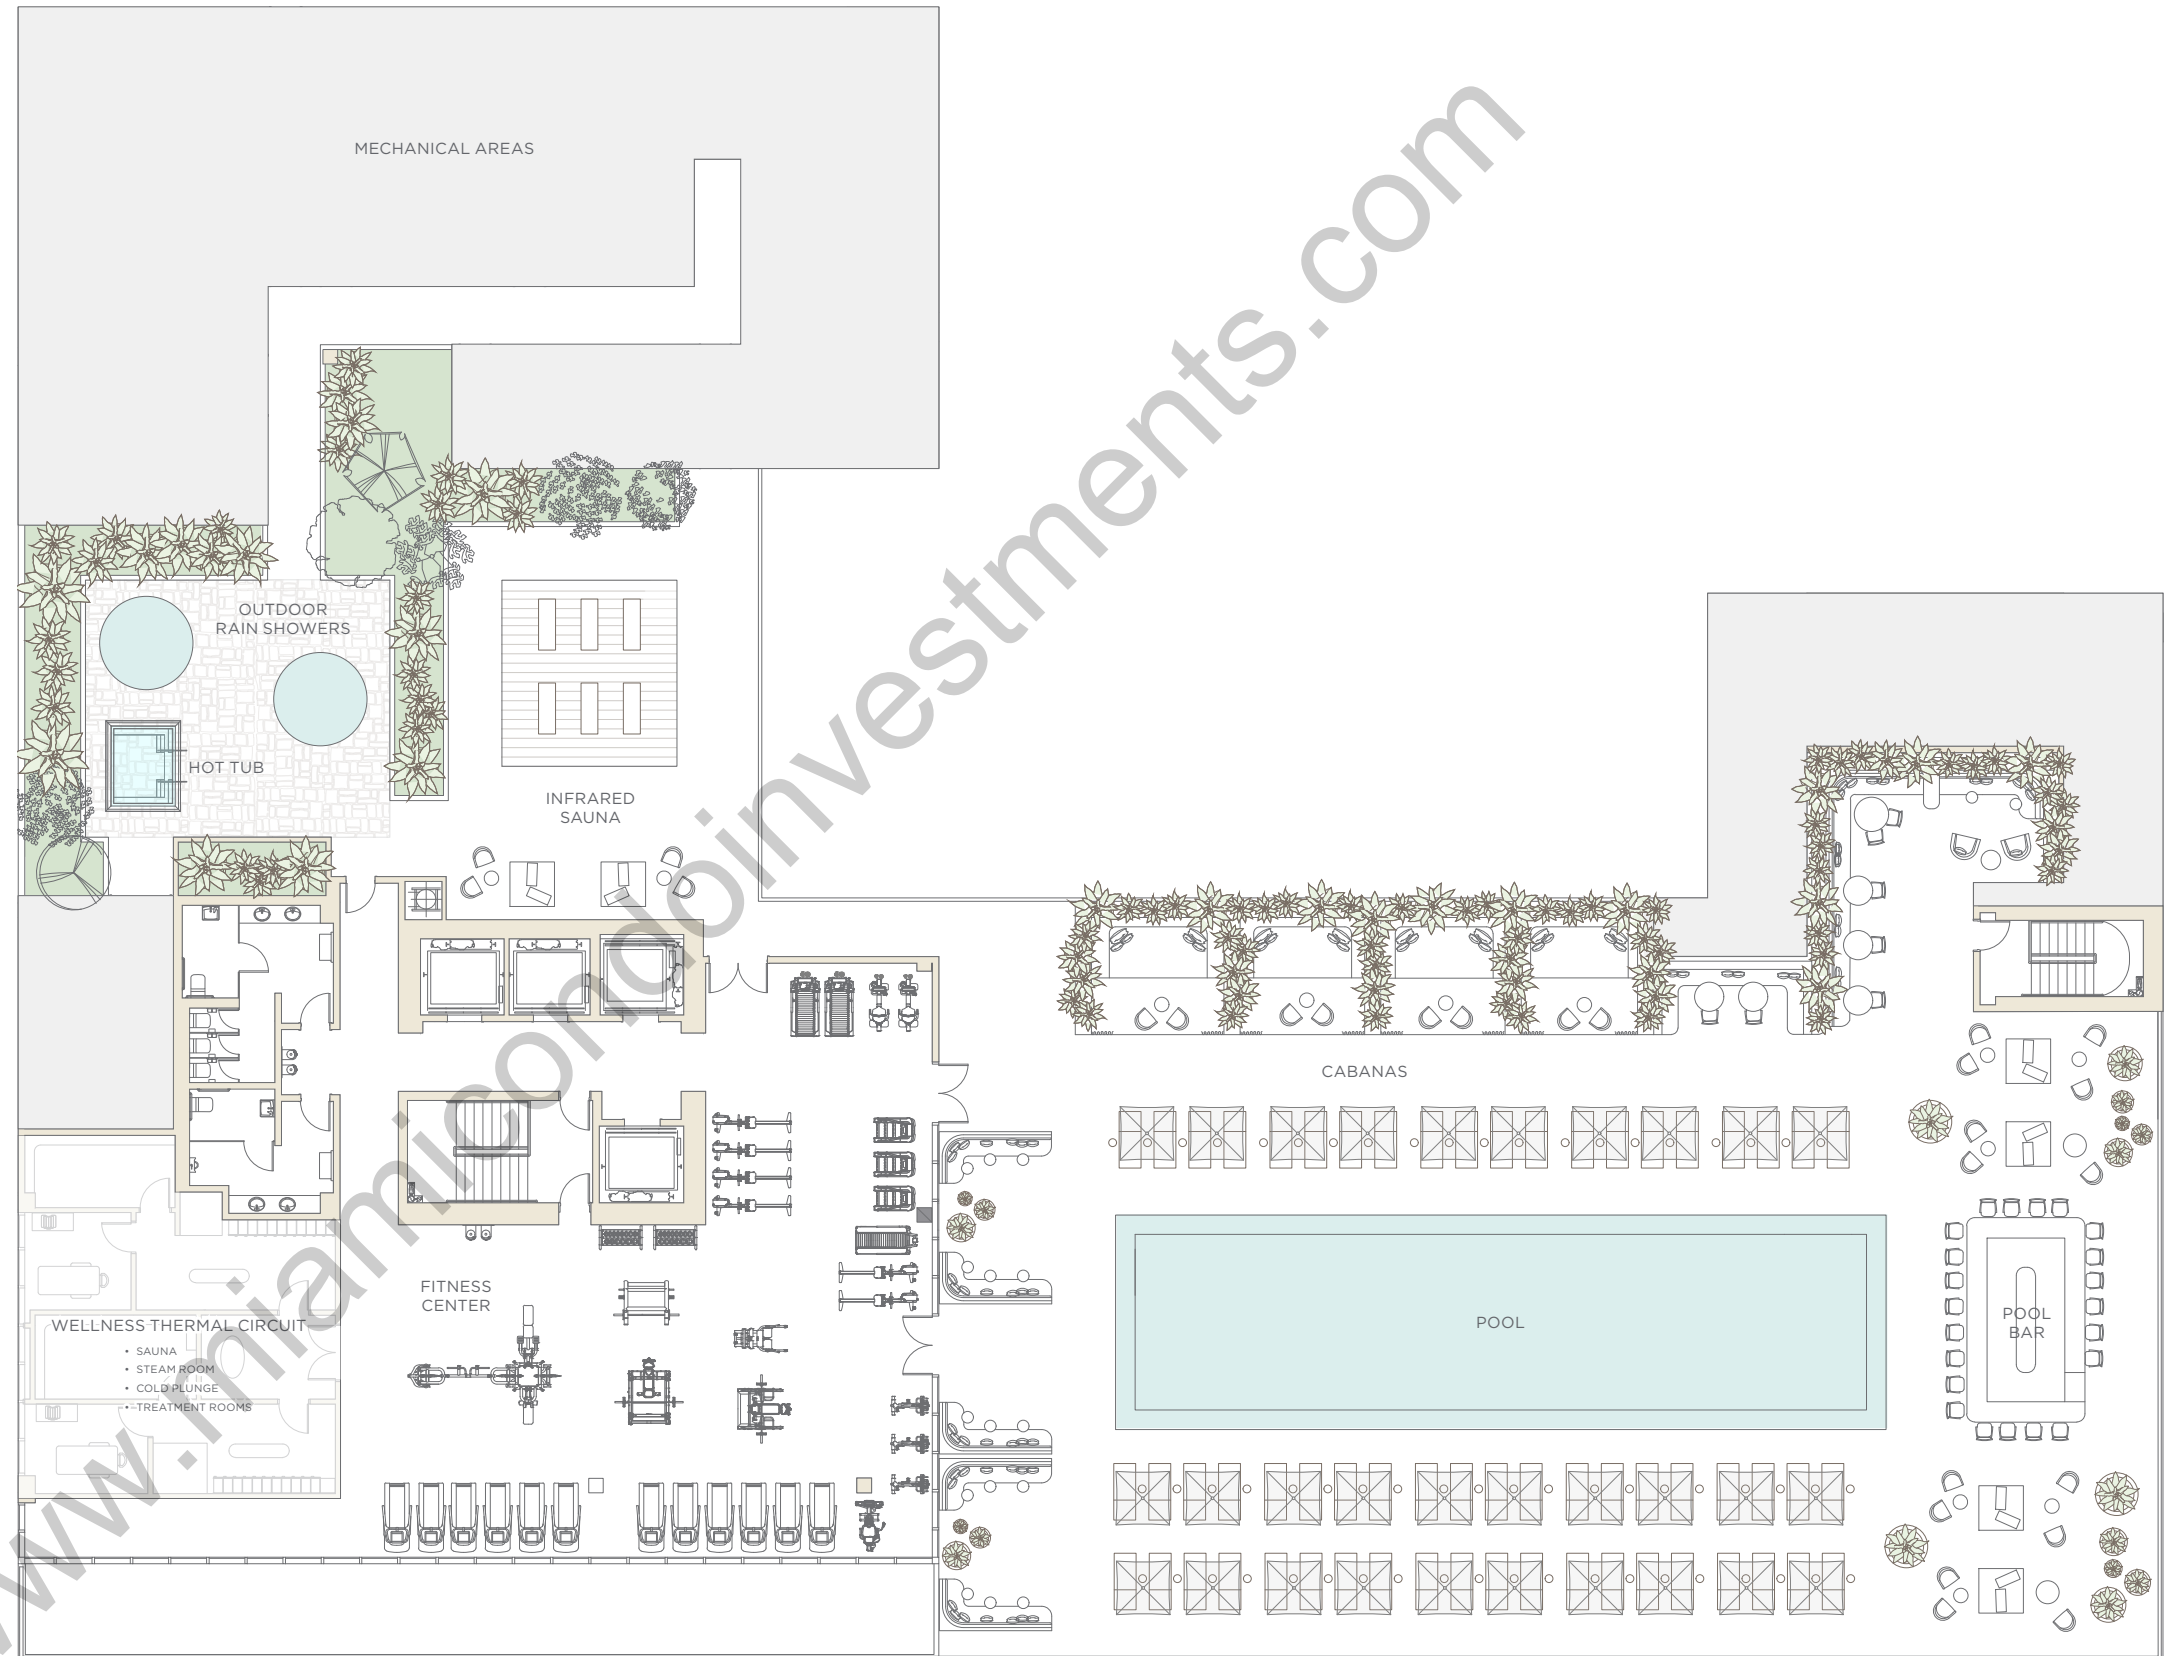 MECHANICAL AREAS
OUTDOOR
RAIN SHOWERS
HOT TUB
INFRARED
SAUNA
CABANAS
FITNESS
CENTER
WELLNESS THERMAL CIRCUIT
• SAUNA
• STEAM ROOM
• COLD PLUNGE
• TREATMENT ROOMS
POOL
POOL
BAR
www.miamicondoinvestments.com